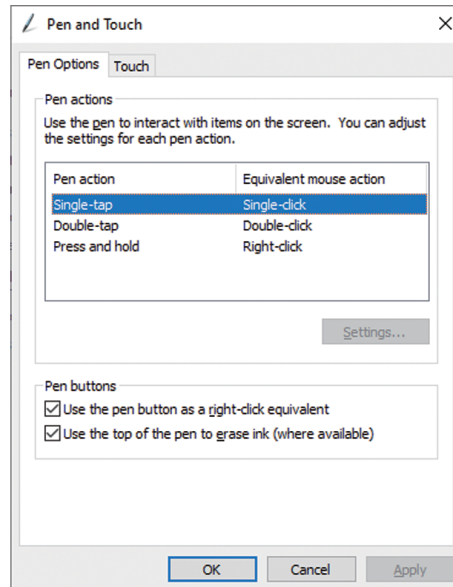 Pen and Touch
Pen Options Touch
Pen actions
Use the pen to interact with items on the screen. You can adjust
the settings for each pen action.
Pen action Equivalent mouse action
Single-tap Single-click
Double-tap Double-click
Press and hold Right-click
Settings...
Pen buttons
Use the pen button as a right-click equivalent
Use the top of the pen to erase ink (where available)
OK Cancel Apply